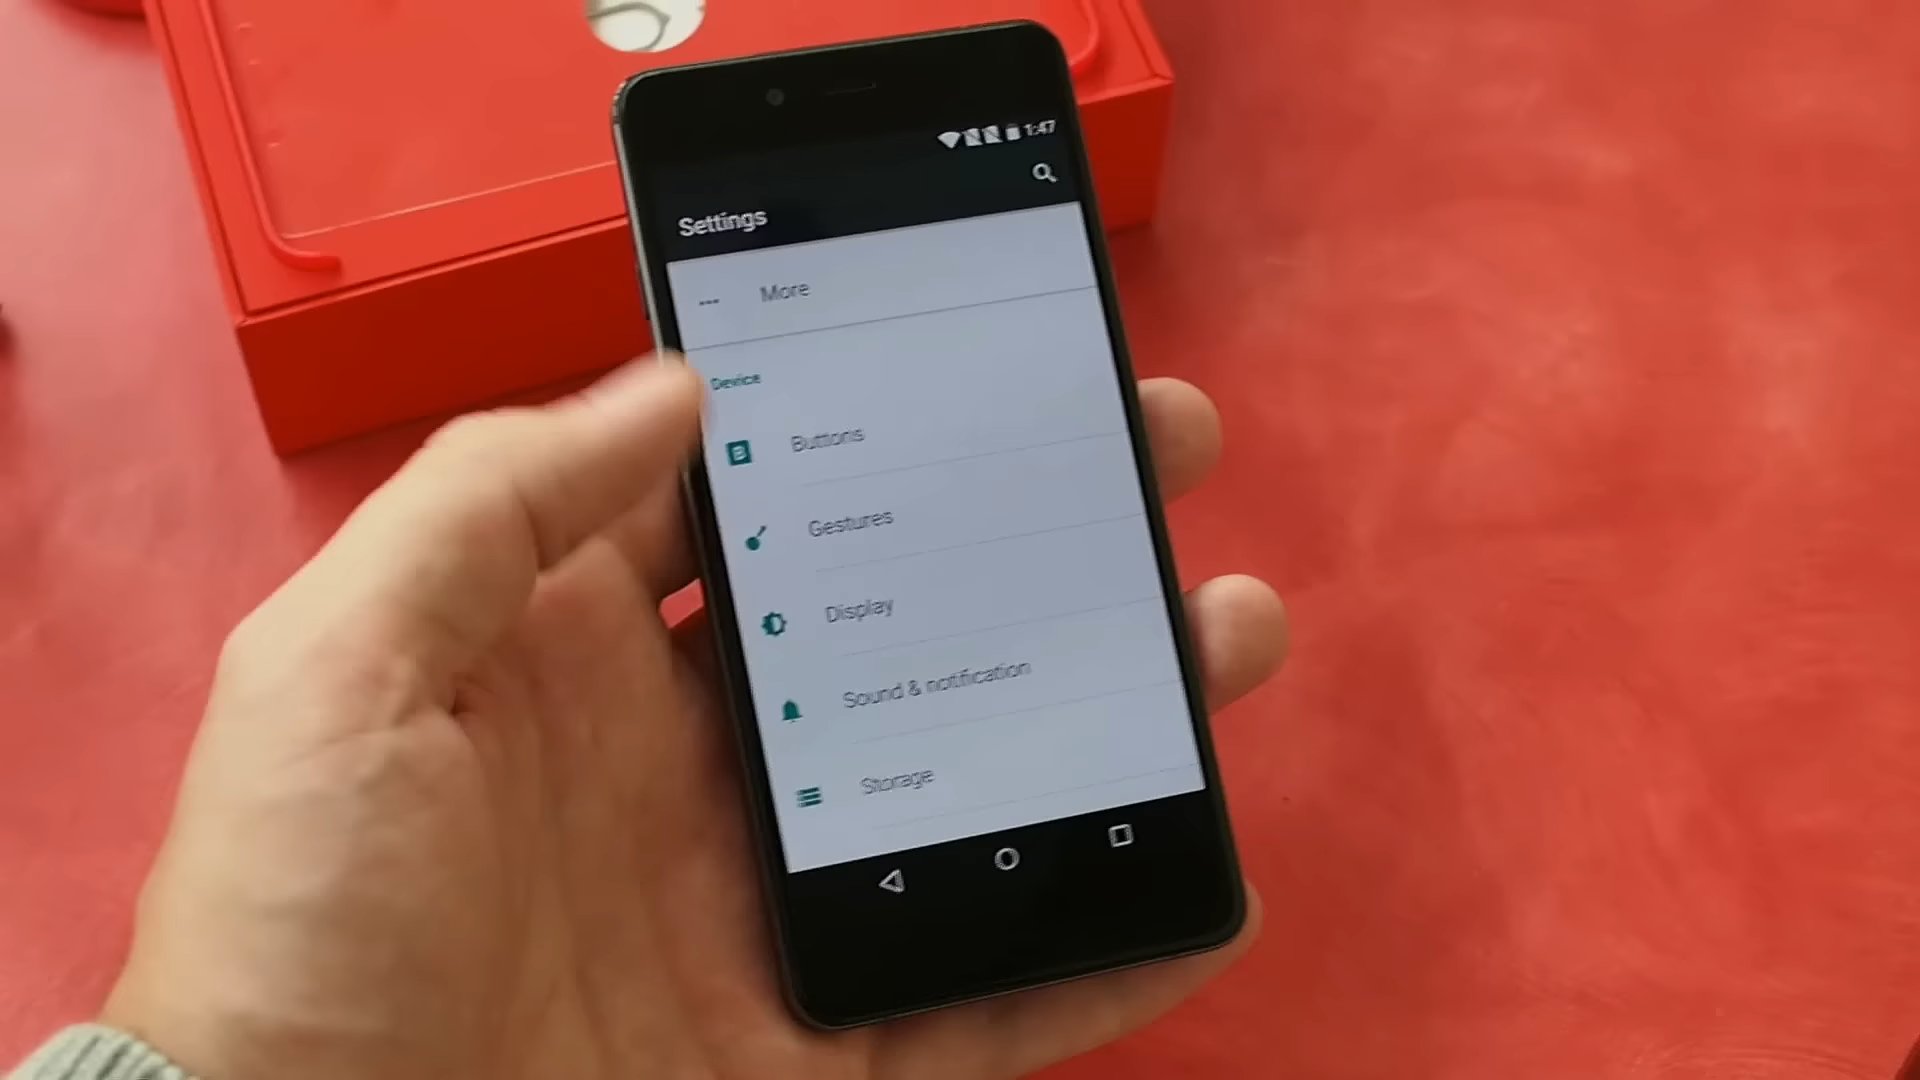 1:47
Settings
More
Device
Buttons
Gestures
Display
Sound & notification
Storage